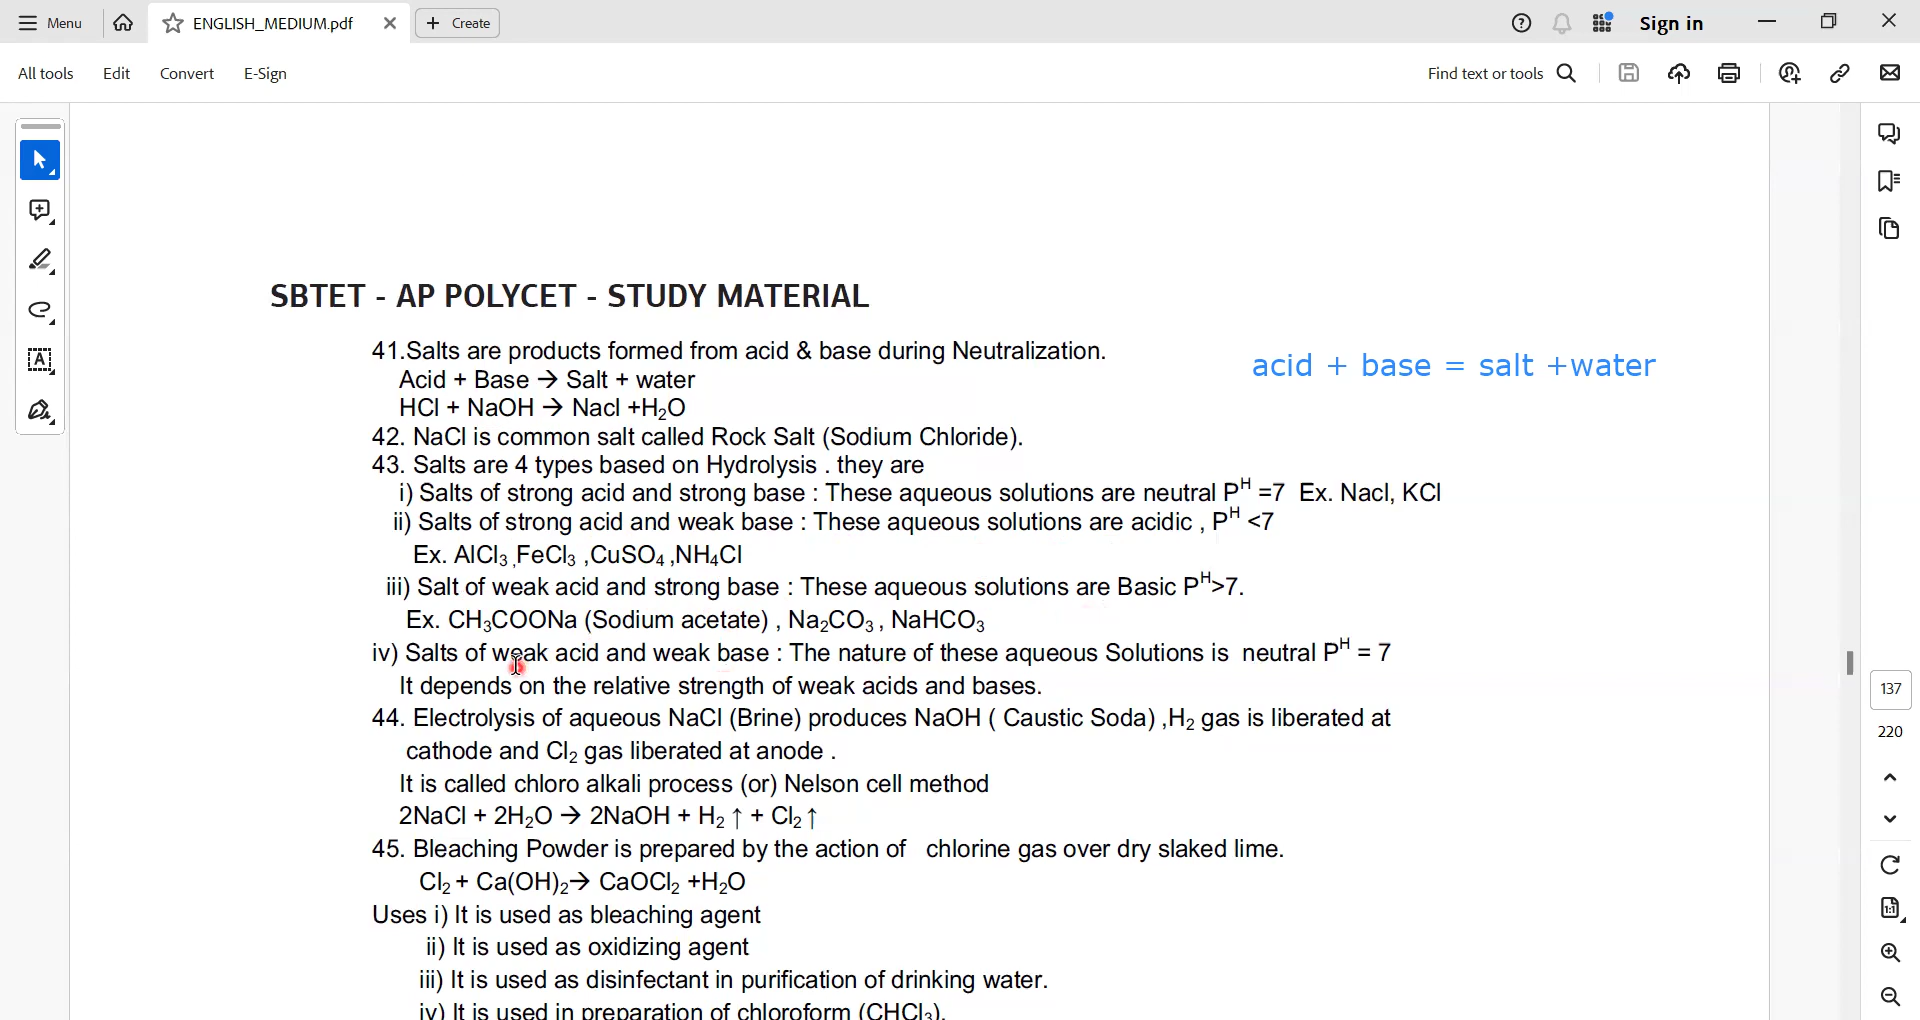 Menu
ENGLISH_MEDIUM.pdf
Create
Sign in
All tools
Edit
Convert
E-Sign
Find text or tools
SBTET - AP POLYCET - STUDY MATERIAL
41.Salts are products formed from acid & base during Neutralization.
acid + base = salt +water
Acid + Base → Salt + water
HCl + NaOH → Nacl +H₂O
42. NaCl is common salt called Rock Salt (Sodium Chloride).
43. Salts are 4 types based on Hydrolysis . they are
i) Salts of strong acid and strong base : These aqueous solutions are neutral Pᴴ =7 Ex. Nacl, KCl
ii) Salts of strong acid and weak base : These aqueous solutions are acidic , Pᴴ <7
Ex. AlCl₃ ,FeCl₃ ,CuSO₄ ,NH₄Cl
iii) Salt of weak acid and strong base : These aqueous solutions are Basic Pᴴ>7.
Ex. CH₃COONa (Sodium acetate) , Na₂CO₃ , NaHCO₃
iv) Salts of weak acid and weak base : The nature of these aqueous Solutions is neutral Pᴴ = 7
It depends on the relative strength of weak acids and bases.
44. Electrolysis of aqueous NaCl (Brine) produces NaOH ( Caustic Soda) ,H₂ gas is liberated at
cathode and Cl₂ gas liberated at anode .
It is called chloro alkali process (or) Nelson cell method
2NaCl + 2H₂O → 2NaOH + H₂ ↑ + Cl₂ ↑
45. Bleaching Powder is prepared by the action of chlorine gas over dry slaked lime.
Cl₂ + Ca(OH)₂→ CaOCl₂ +H₂O
Uses i) It is used as bleaching agent
ii) It is used as oxidizing agent
iii) It is used as disinfectant in purification of drinking water.
iv) It is used in preparation of chloroform (CHCl₃).
137
220